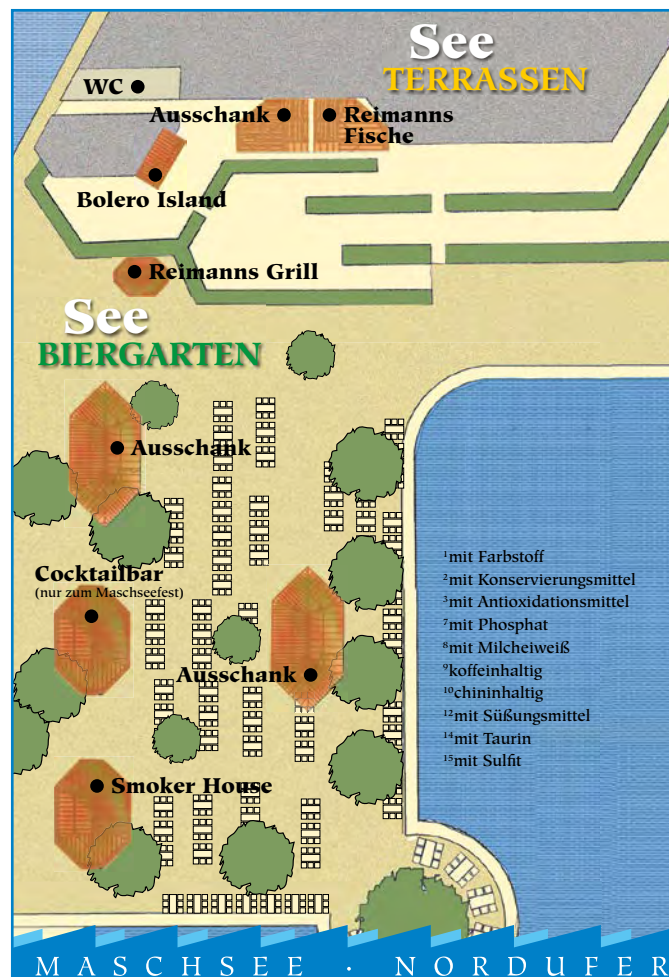 See
TERRASSEN
WC
Ausschank
Reimanns
Fische
Bolero Island
Reimanns Grill
See
BIERGARTEN
Ausschank
Cocktailbar
(nur zum Maschseefest)
Ausschank
Smoker House
¹mit Farbstoff
²mit Konservierungsmittel
³mit Antioxidationsmittel
⁷mit Phosphat
⁸mit Milcheiweiß
⁹koffeinhaltig
¹⁰chininhaltig
¹²mit Süßungsmittel
¹⁴mit Taurin
¹⁵mit Sulfit
MASCHSEE · NORDUFER